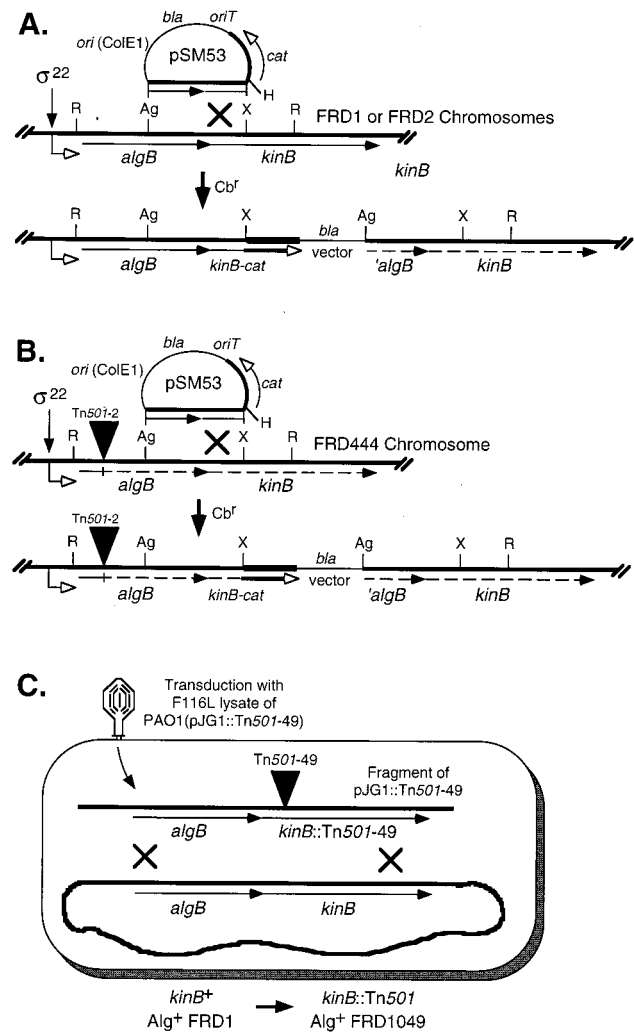 A.
bla oriT
ori (ColE1) pSM53 cat
σ22 H
R Ag X R FRD1 or FRD2 Chromosomes
algB kinB kinB
Cbr
R Ag X bla Ag X R
algB kinB-cat vector 'algB kinB
B.
bla oriT
ori (ColE1) pSM53 cat
σ22 H
Tn501-2
R Ag X R FRD444 Chromosome
algB kinB
Cbr
Tn501-2
R Ag X bla Ag X R
algB kinB-cat vector 'algB kinB
C.
Transduction with
F116L lysate of
PAO1(pJG1::Tn501-49)
Tn501-49
Fragment of
pJG1::Tn501-49
algB kinB::Tn501-49
algB kinB
kinB+ kinB::Tn501
Alg+ FRD1 Alg+ FRD1049